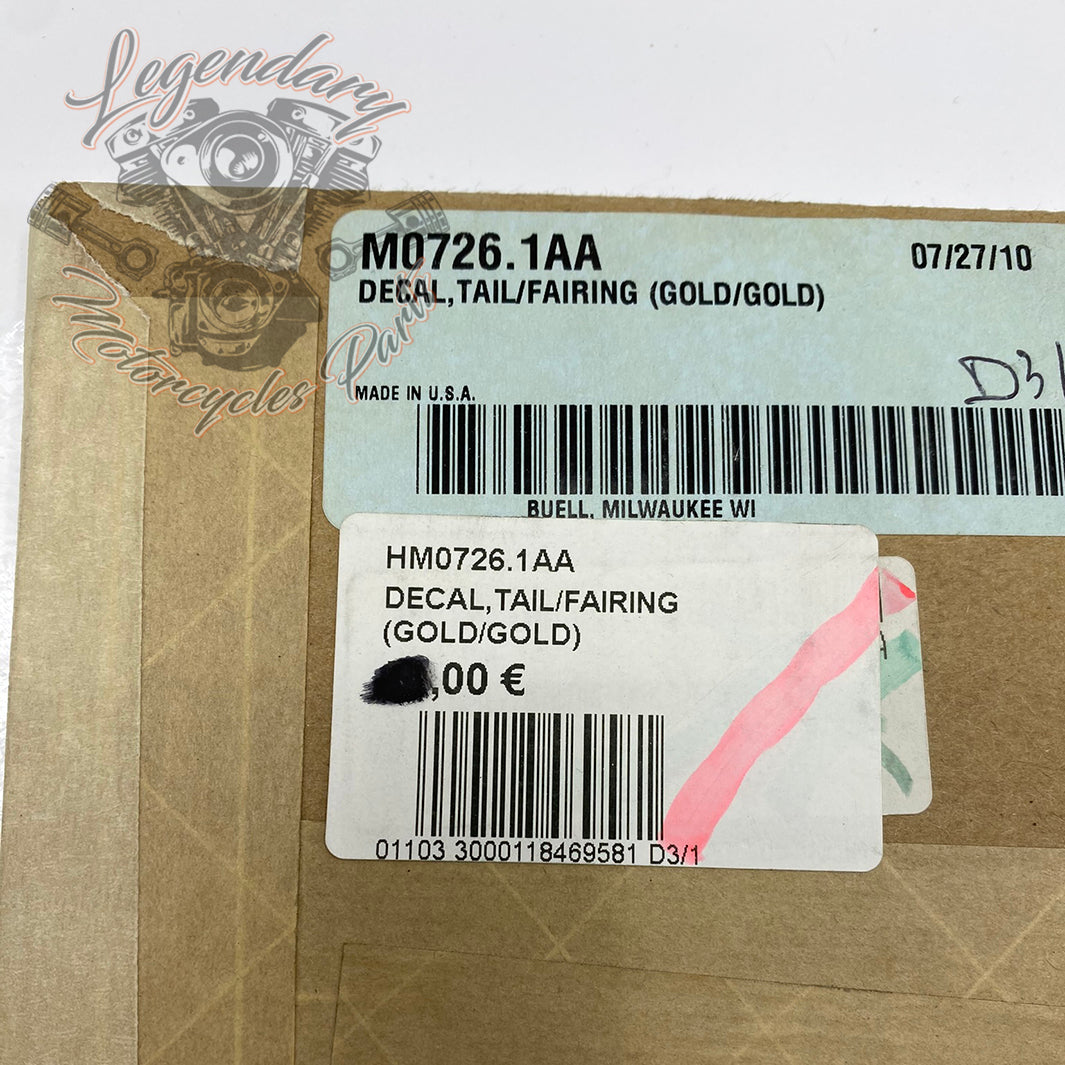 Legendary
Motorcycles Parts
M0726.1AA 07/27/10
DECAL,TAIL/FAIRING (GOLD/GOLD)
D3/
MADE IN U.S.A.
BUELL, MILWAUKEE WI
HM0726.1AA
DECAL,TAIL/FAIRING
(GOLD/GOLD)
,00 €
01103 3000118469581 D3/1